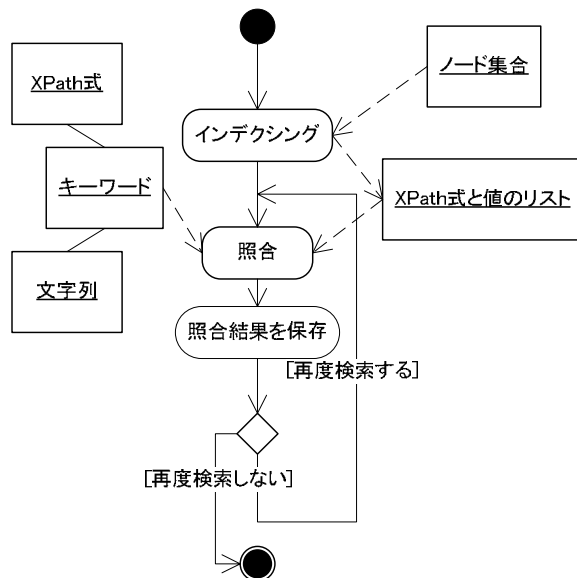 ノード集合
XPath式
インデクシング
キーワード
XPath式と値のリスト
照合
文字列
照合結果を保存
[再度検索する]
[再度検索しない]